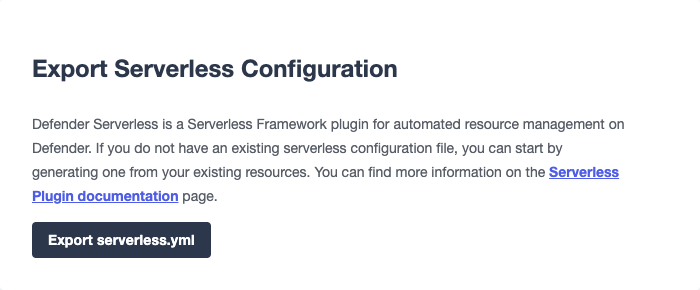 Export Serverless Configuration
Defender Serverless is a Serverless Framework plugin for automated resource management on
Defender. If you do not have an existing serverless configuration file, you can start by
generating one from your existing resources. You can find more information on the Serverless
Plugin documentation page.
Export serverless.yml